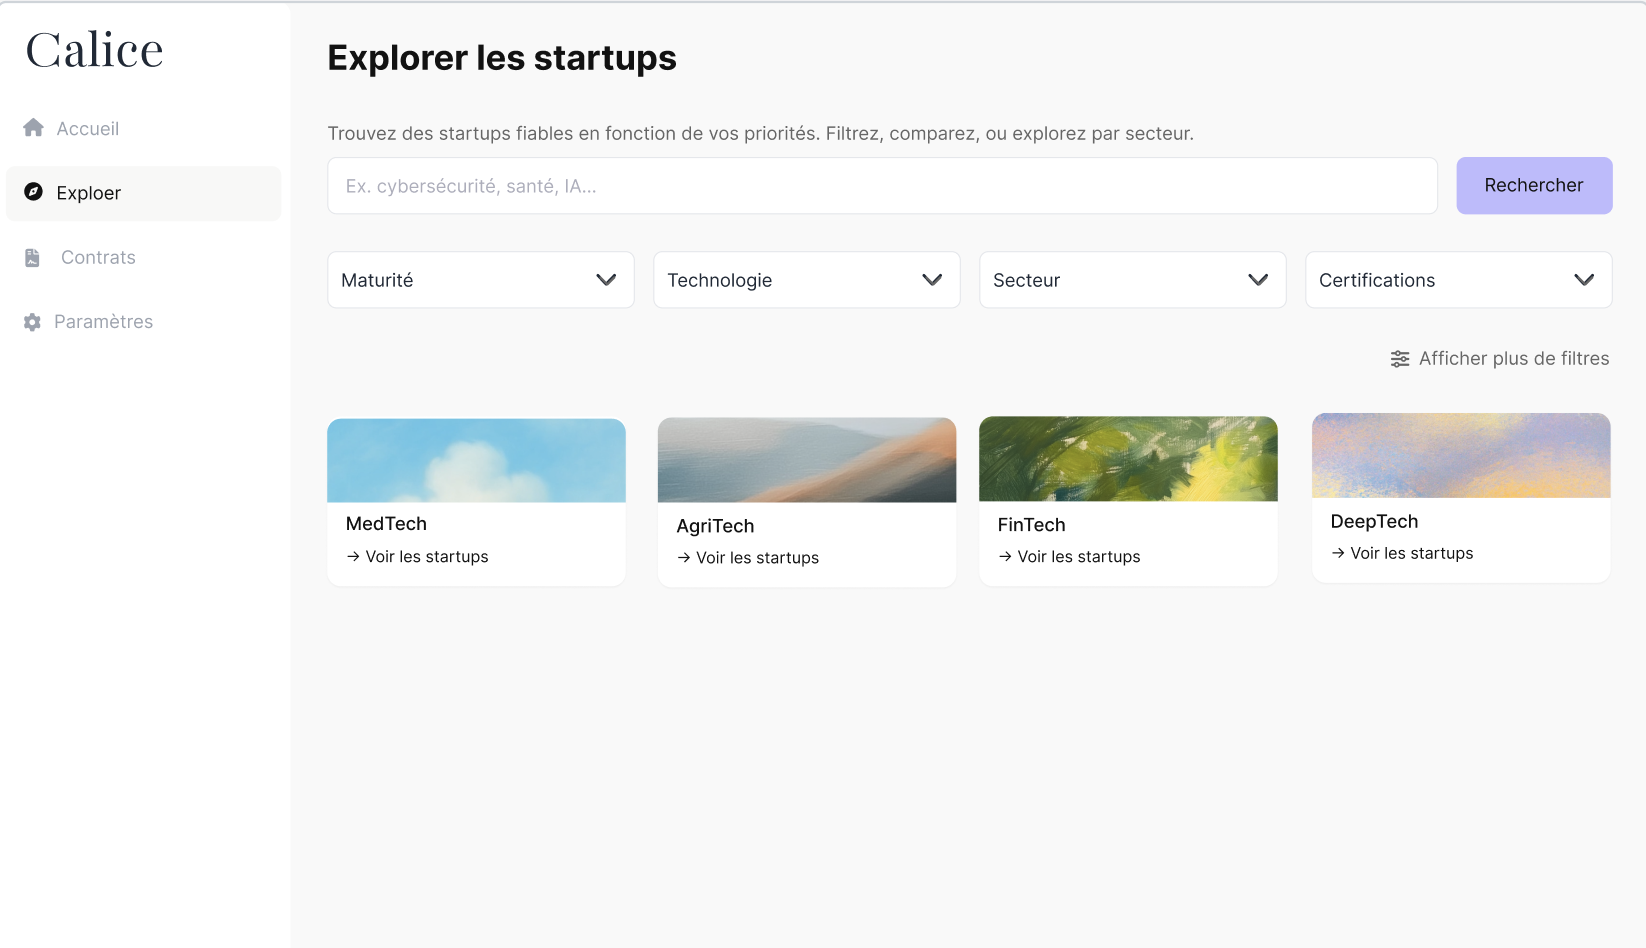 Calice
Accueil
Exploer
Contrats
Paramètres
Explorer les startups
Trouvez des startups fiables en fonction de vos priorités. Filtrez, comparez, ou explorez par secteur.
Ex. cybersécurité, santé, IA...
Rechercher
Maturité
Technologie
Secteur
Certifications
Afficher plus de filtres
MedTech
→ Voir les startups
AgriTech
→ Voir les startups
FinTech
→ Voir les startups
DeepTech
→ Voir les startups